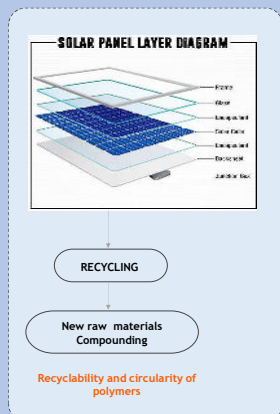 SOLAR PANEL LAYER DIAGRAM
Frame
Glass
Encapsulant
Solar Cells
Encapsulant
Backsheet
Junction Box
RECYCLING
New raw materials
Compounding
Recyclability and circularity of
polymers